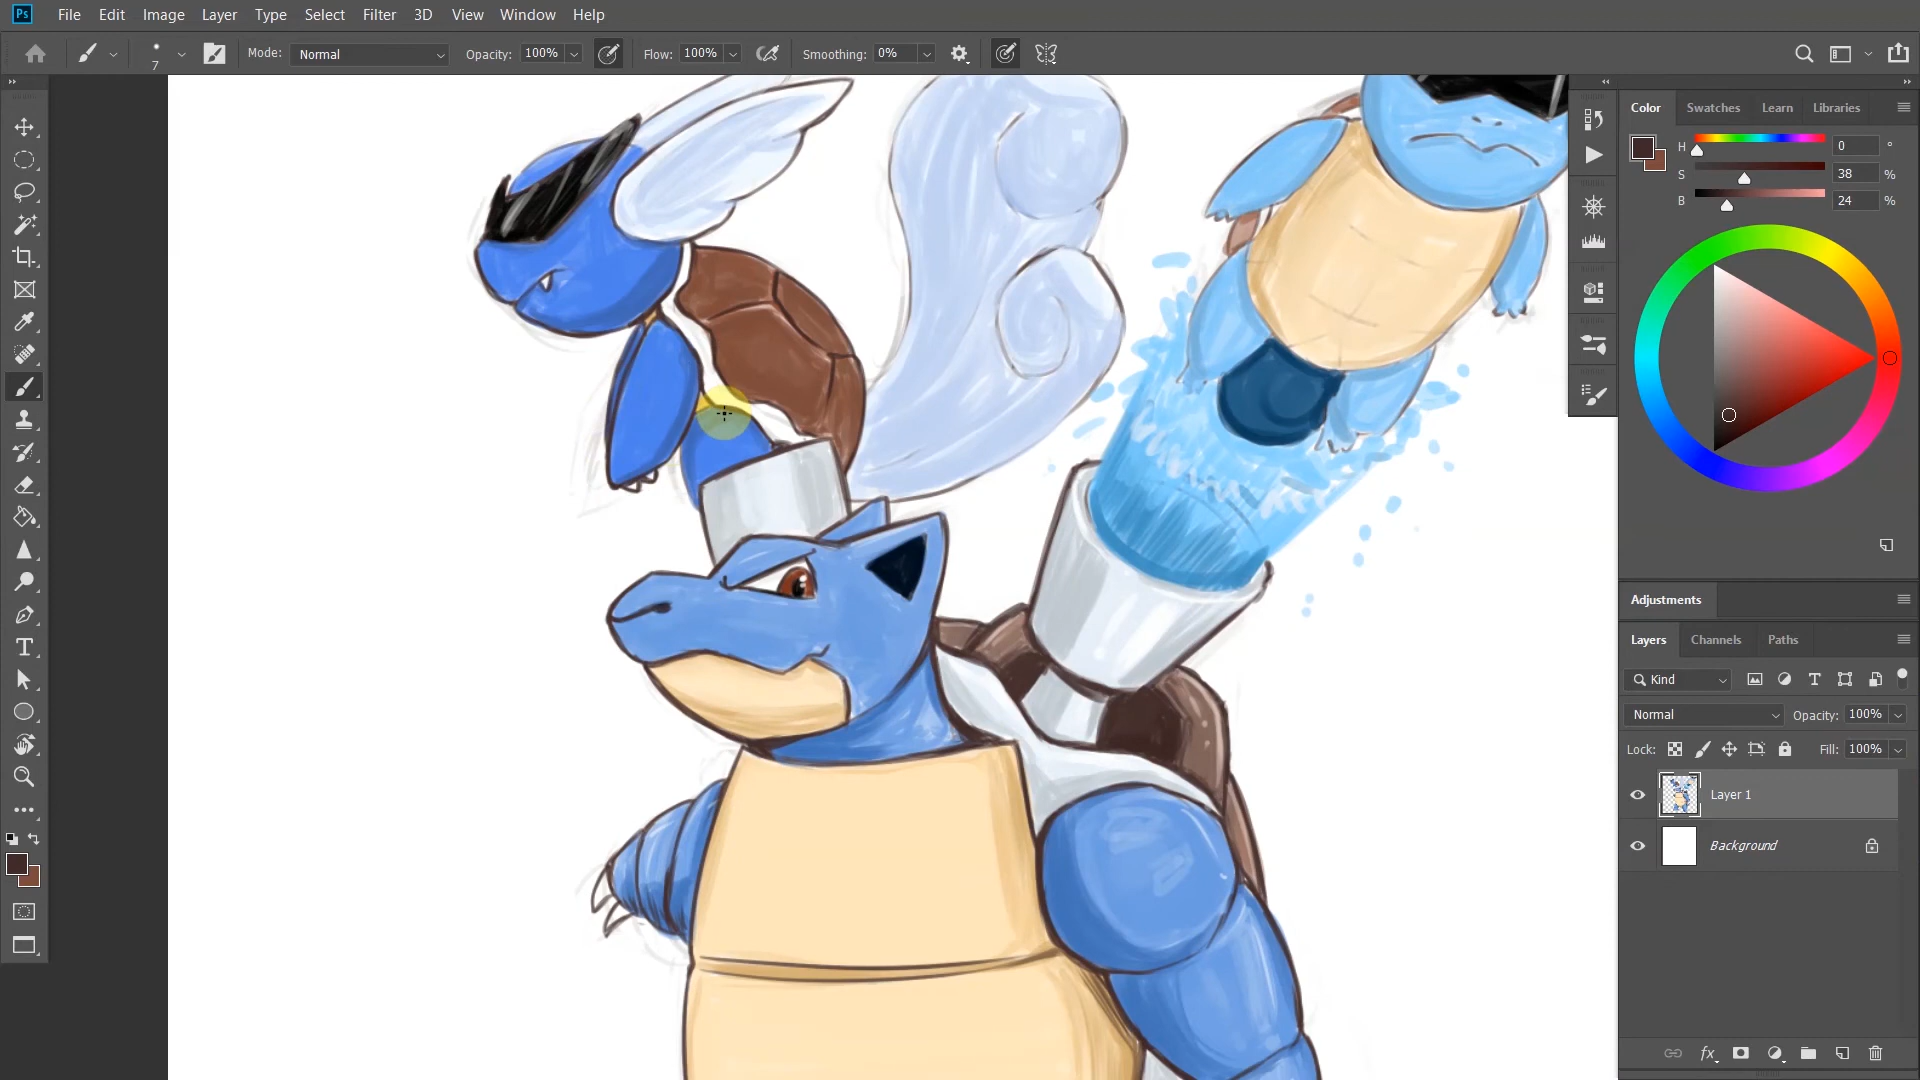 Ps File Edit Image Layer Type Select Filter 3D View Window Help
7 Mode: Normal Opacity: 100% Flow: 100% Smoothing: 0%
Color Swatches Learn Libraries
H 0 °
S 38 %
B 24 %
Adjustments
Layers Channels Paths
Kind
Normal Opacity: 100%
Lock: Fill: 100%
Layer 1
Background
fx